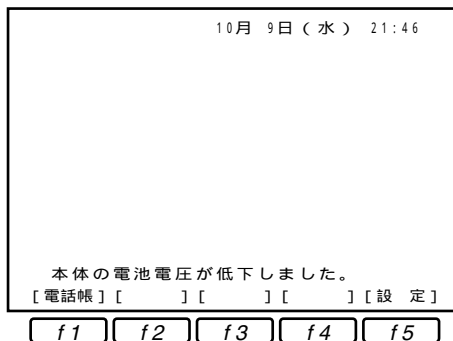 10月 9日(水) 21:46
本体の電池電圧が低下しました。
[電話帳][　　][　　][　　][設 定]
f1 f2 f3 f4 f5